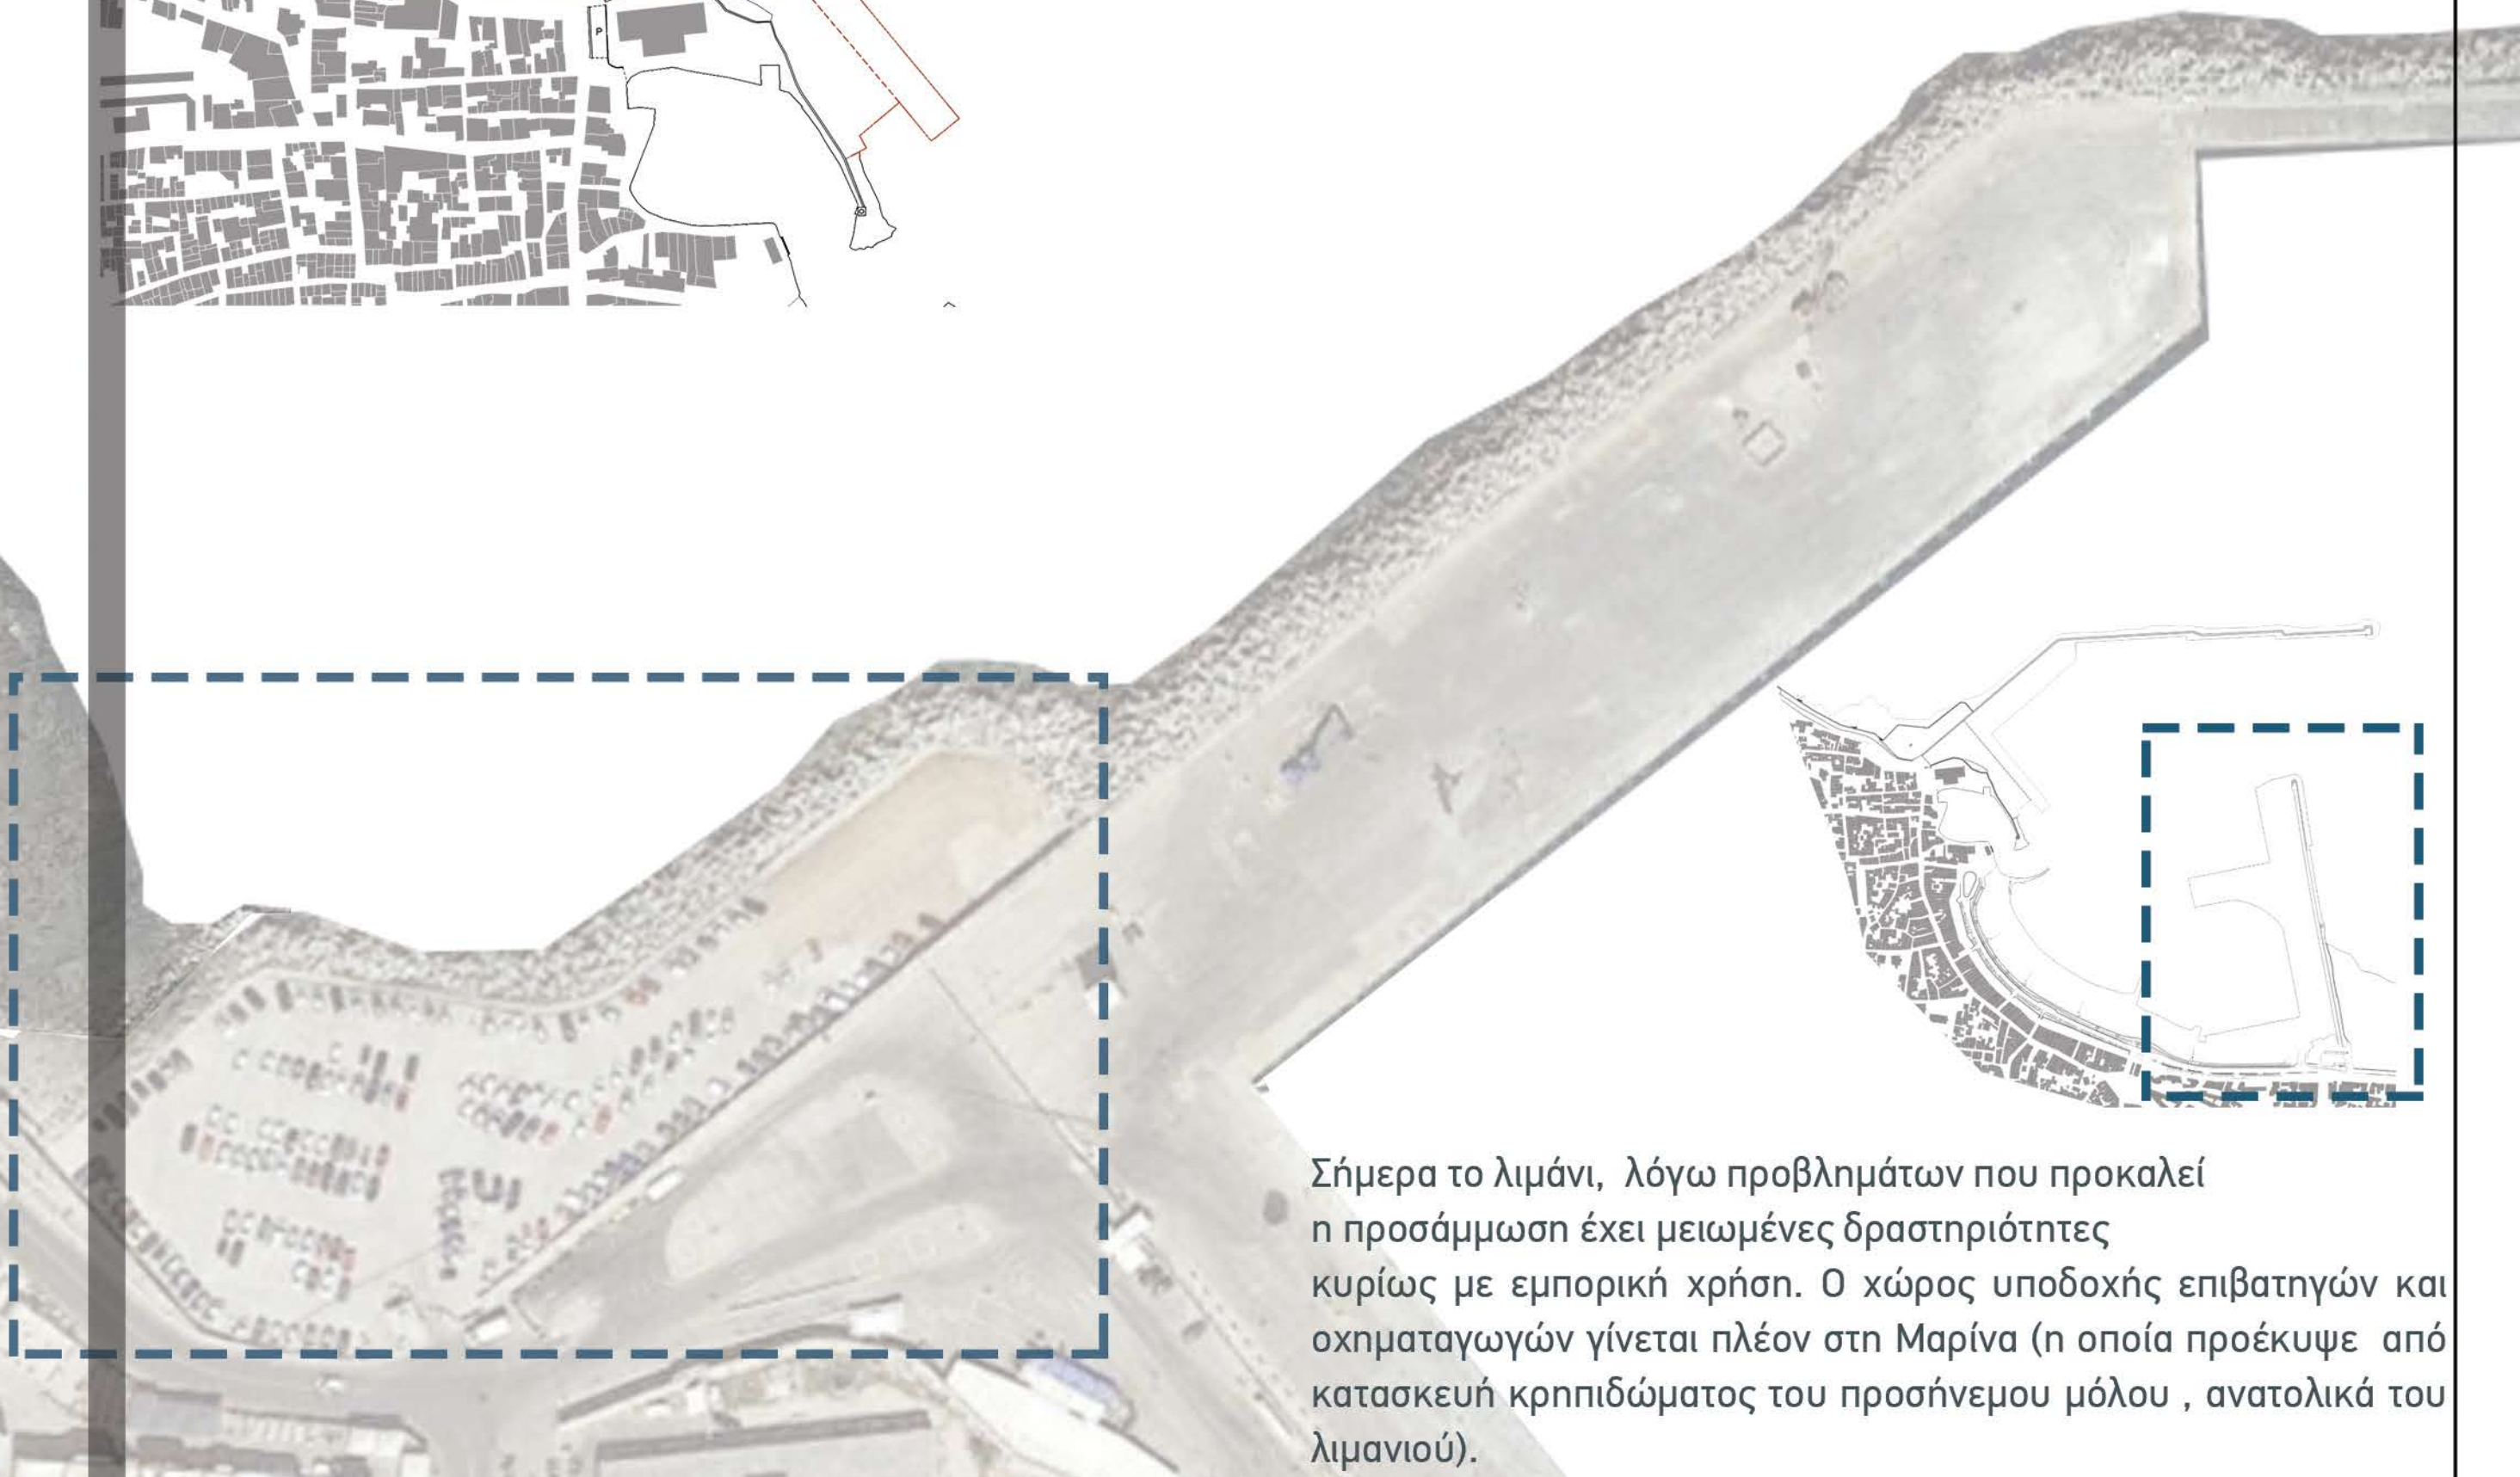 P
Σήμερα το λιμάνι, λόγω προβλημάτων που προκαλεί
η προσάμμωση έχει μειωμένες δραστηριότητες
κυρίως με εμπορική χρήση. Ο χώρος υποδοχής επιβατηγών και
οχηματαγωγών γίνεται πλέον στη Μαρίνα (η οποία προέκυψε από
κατασκευή κρηπιδώματος του προσήνεμου μόλου , ανατολικά του
λιμανιού).